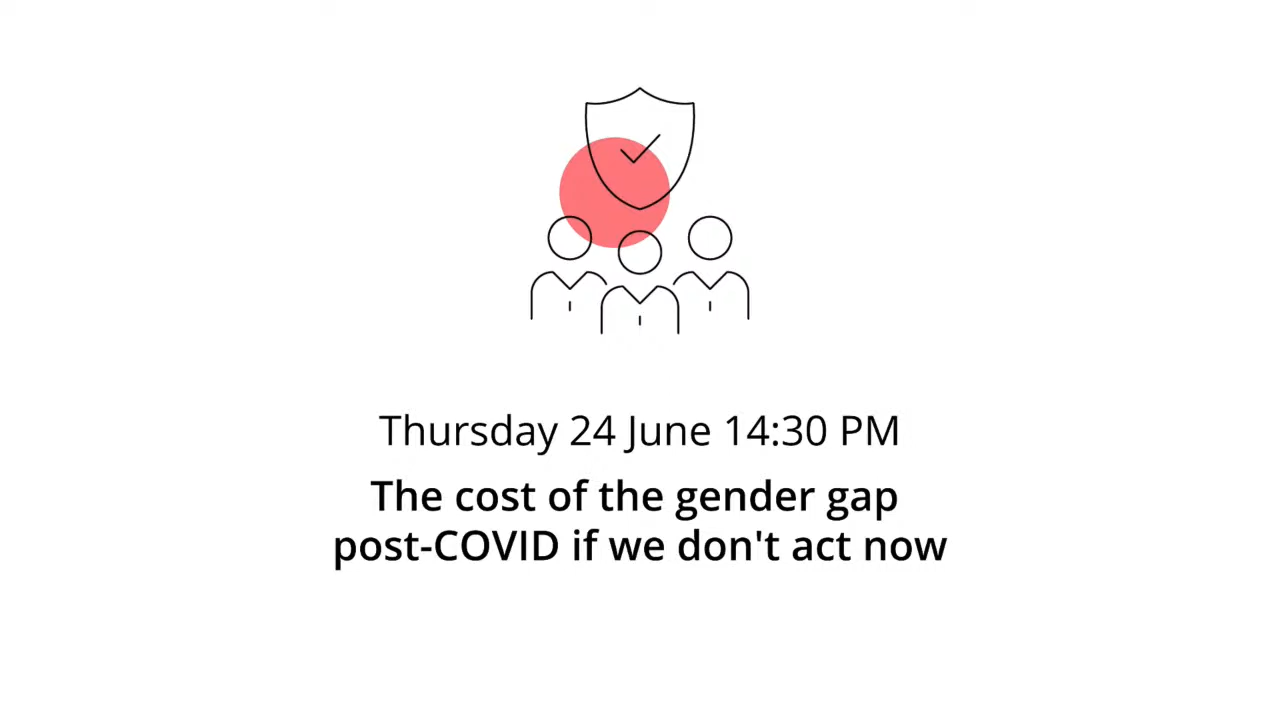 Thursday 24 June 14:30 PM
The cost of the gender gap
post-COVID if we don't act now